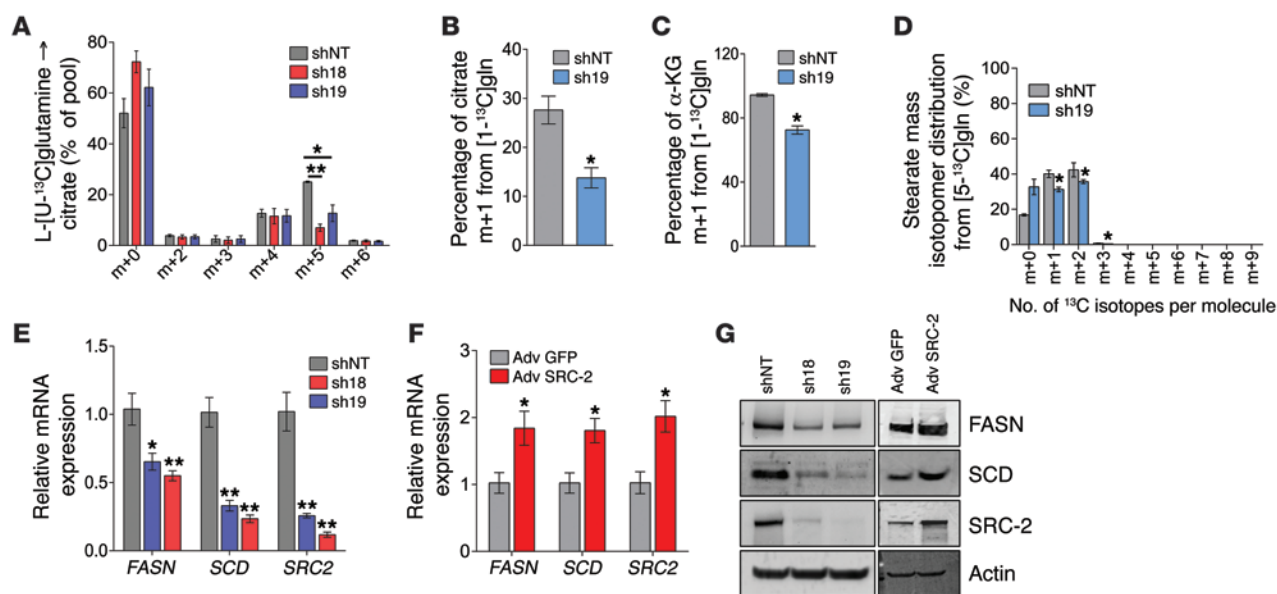 A
L-[U-¹³C]glutamine →
citrate (% of pool)
80
60
40
20
0
shNT
sh18
sh19
*
**
m+0
m+2
m+3
m+4
m+5
m+6
B
Percentage of citrate
m+1 from [1-¹³C]gln
40
30
20
10
0
shNT
sh19
*
C
Percentage of α-KG
m+1 from [1-¹³C]gln
120
90
60
30
0
shNT
sh19
*
D
Stearate mass
isotopomer distribution
from [5-¹³C]gln (%)
100
80
60
40
20
0
shNT
sh19
*
*
*
m+0
m+1
m+2
m+3
m+4
m+5
m+6
m+7
m+8
m+9
No. of ¹³C isotopes per molecule
E
Relative mRNA
expression
1.5
1.0
0.5
0.0
shNT
sh18
sh19
*
**
**
**
**
**
FASN
SCD
SRC2
F
Relative mRNA
expression
3
2
1
0
Adv GFP
Adv SRC-2
*
*
*
FASN
SCD
SRC2
G
shNT
sh18
sh19
Adv GFP
Adv SRC-2
FASN
SCD
SRC-2
Actin